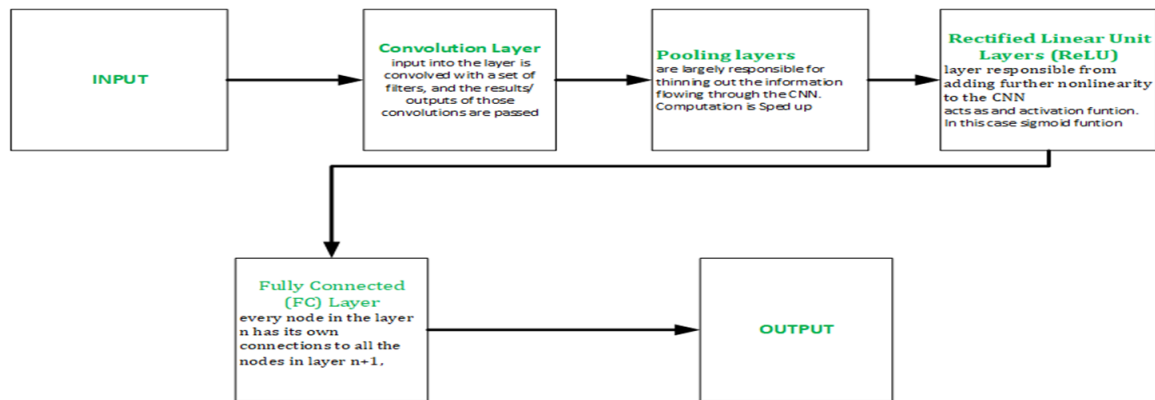 INPUT
Convolution Layer
input into the layer is
convolved with a set of
filters, and the results/
outputs of those
convolutions are passed
Pooling layers
are largely responsible for
thinning out the information
flowing through the CNN.
Computation is Sped up
Rectified Linear Unit
Layers (ReLU)
layer responsible from
adding further nonlinearity
to the CNN
acts as and activation funtion.
In this case sigmoid funtion
Fully Connected
(FC) Layer
every node in the layer
n has its own
connections to all the
nodes in layer n+1,
OUTPUT